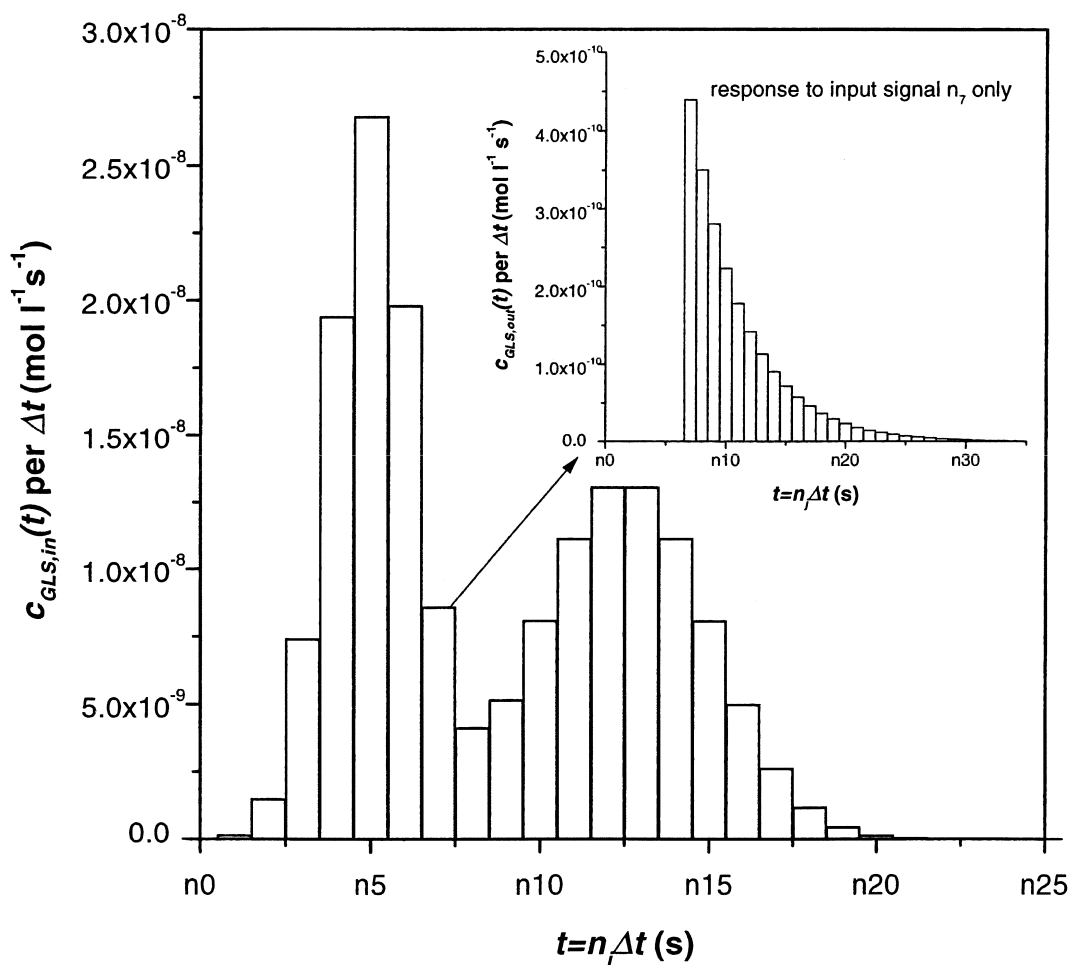 3.0x10⁻⁸
2.5x10⁻⁸
2.0x10⁻⁸
1.5x10⁻⁸
1.0x10⁻⁸
5.0x10⁻⁹
0.0
c_GLS,in(t) per Δt (mol l⁻¹s⁻¹)
n0 n5 n10 n15 n20 n25
t=n_iΔt (s)
response to input signal n₇ only
5.0x10⁻¹⁰
4.0x10⁻¹⁰
3.0x10⁻¹⁰
2.0x10⁻¹⁰
1.0x10⁻¹⁰
0.0
c_GLS,out(t) per Δt (mol l⁻¹ s⁻¹)
n0 n10 n20 n30
t=n_jΔt (s)